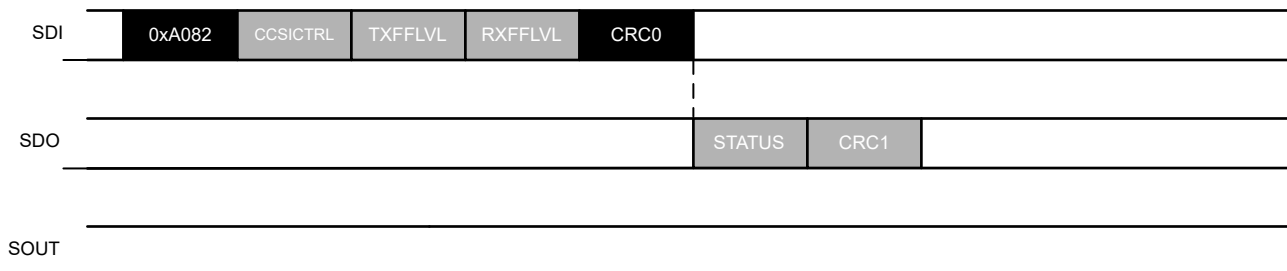 SDI 0xA082 CCSICTRL TXFFLVL RXFFLVL CRC0
SDO STATUS CRC1
SOUT